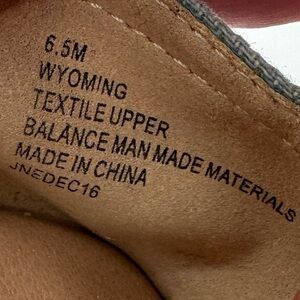 6.5M
WYOMING
TEXTILE UPPER
BALANCE MAN MADE MATERIALS
MADE IN CHINA
JNEDEC16